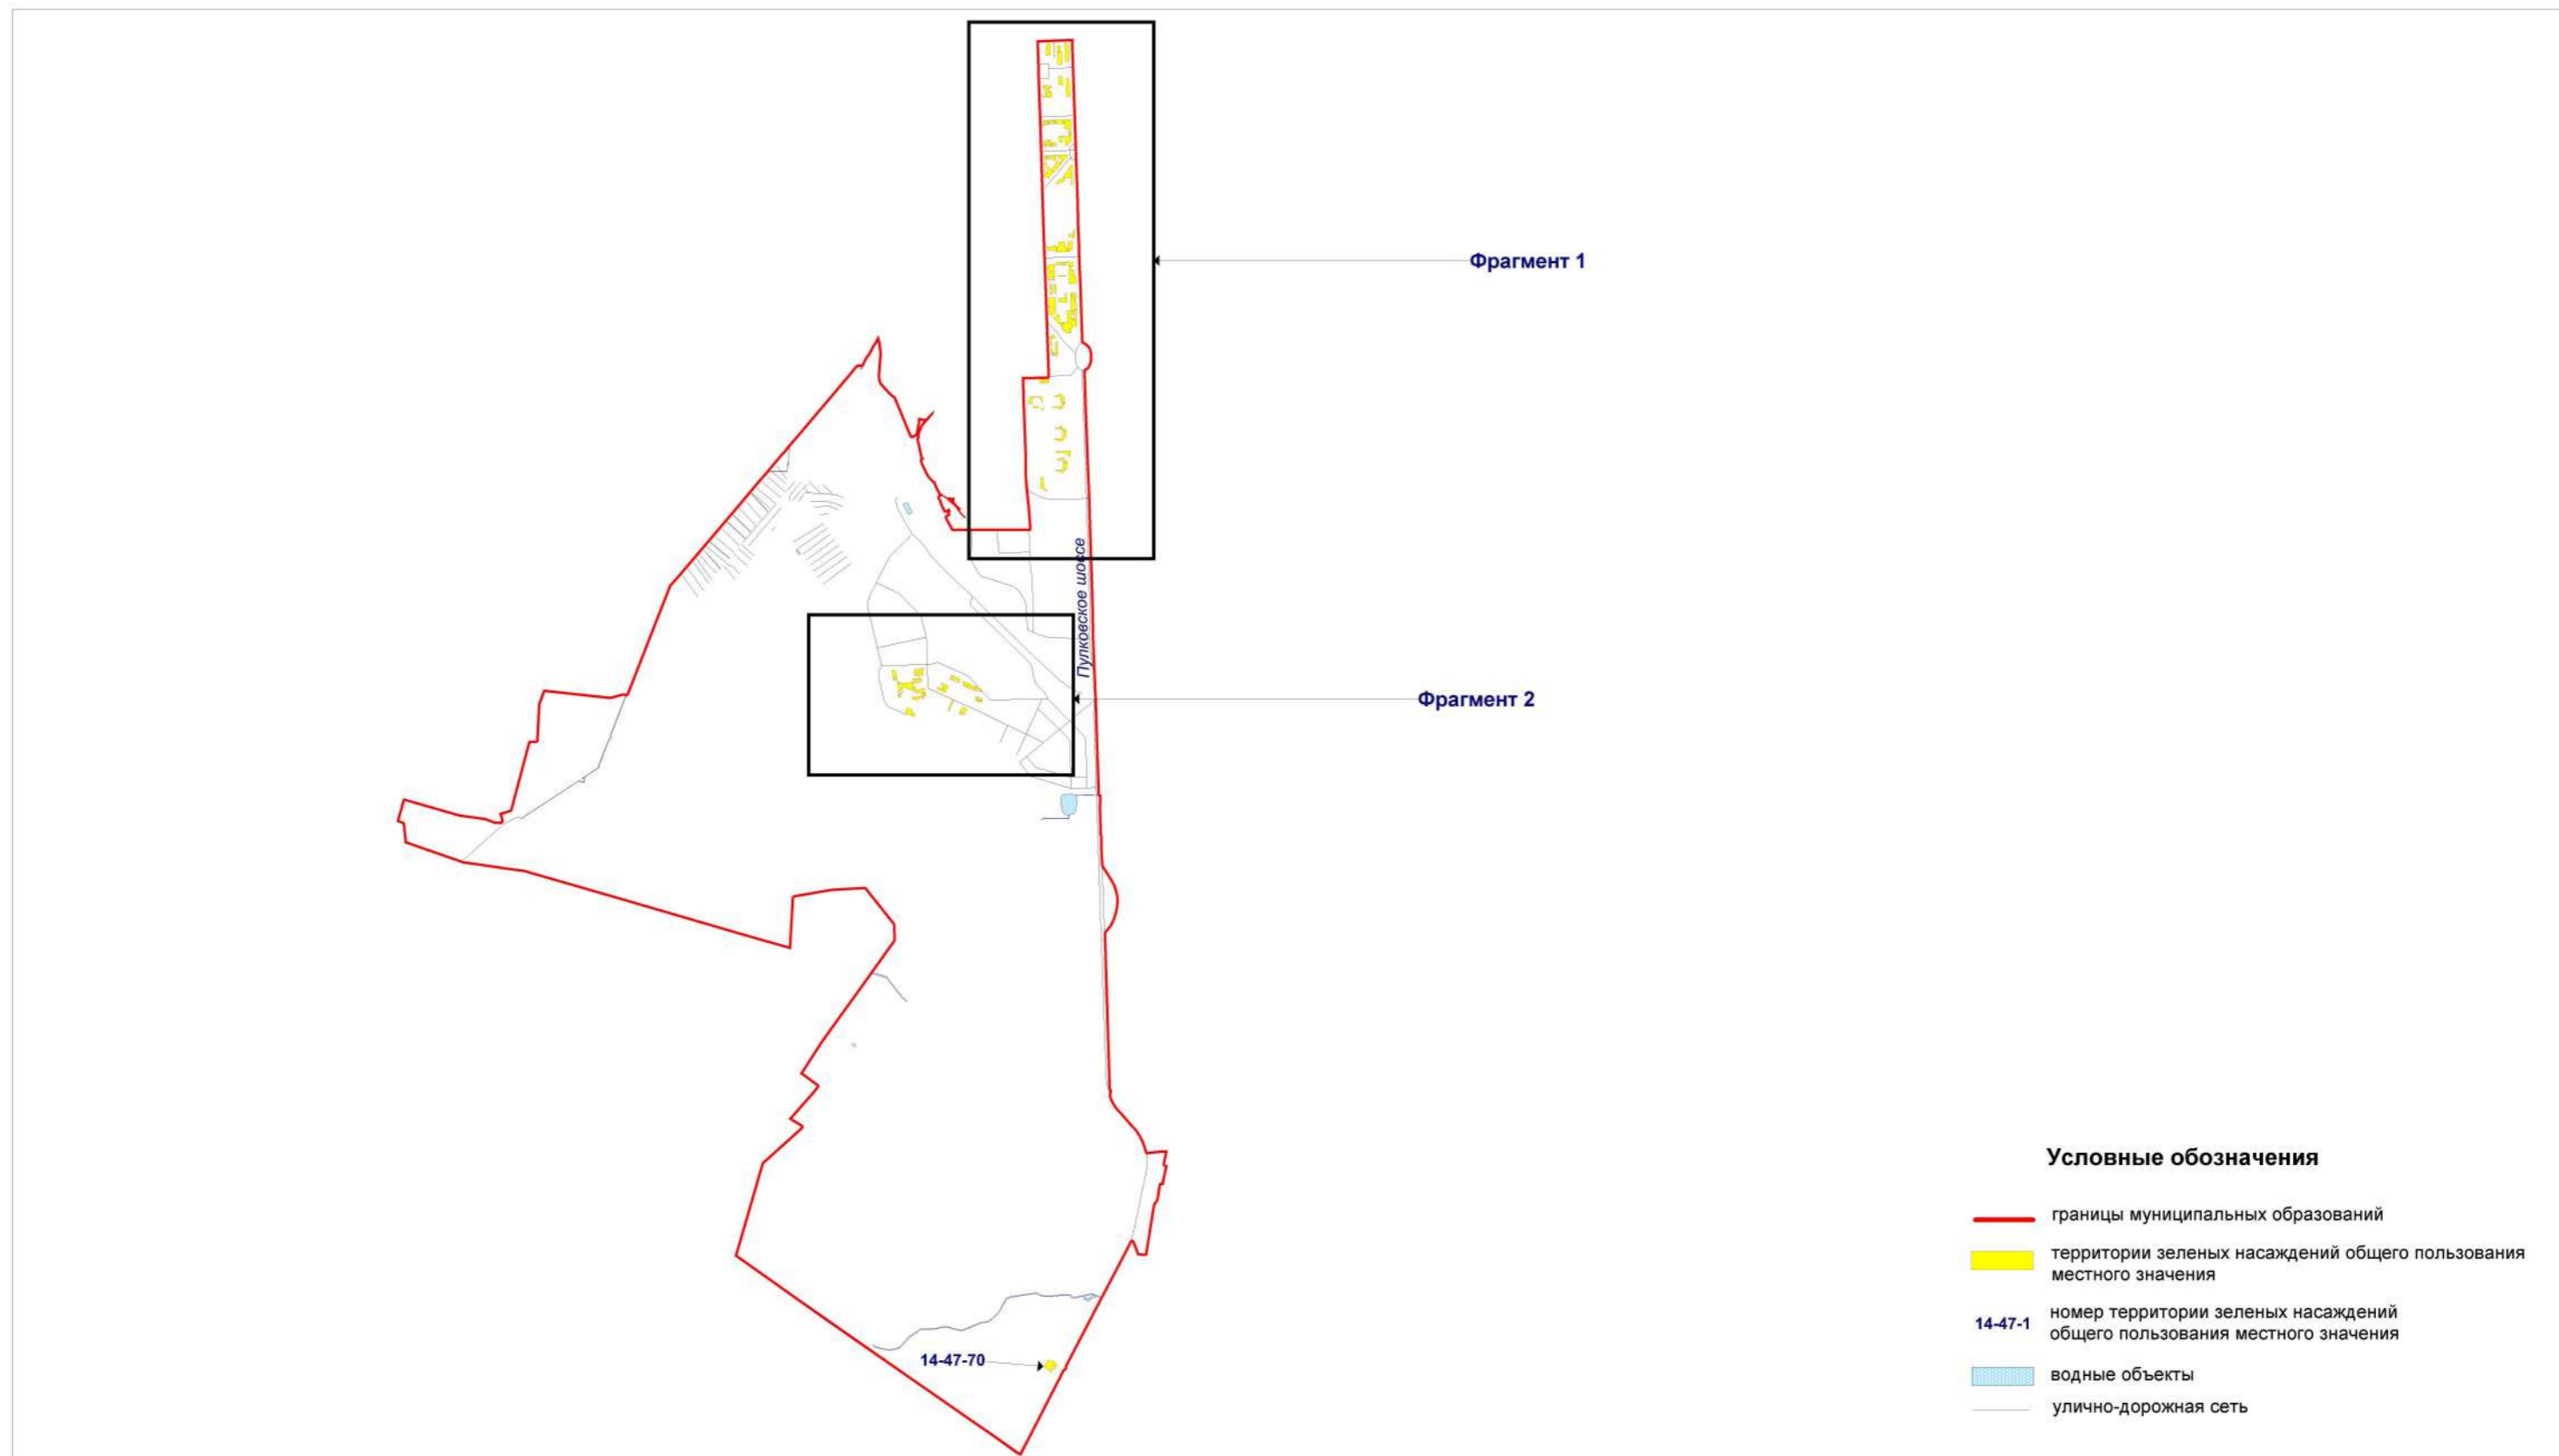 Фрагмент 1
Пулковское шоссе
Фрагмент 2
14-47-70
Условные обозначения
границы муниципальных образований
территории зеленых насаждений общего пользования
местного значения
14-47-1
номер территории зеленых насаждений
общего пользования местного значения
водные объекты
улично-дорожная сеть